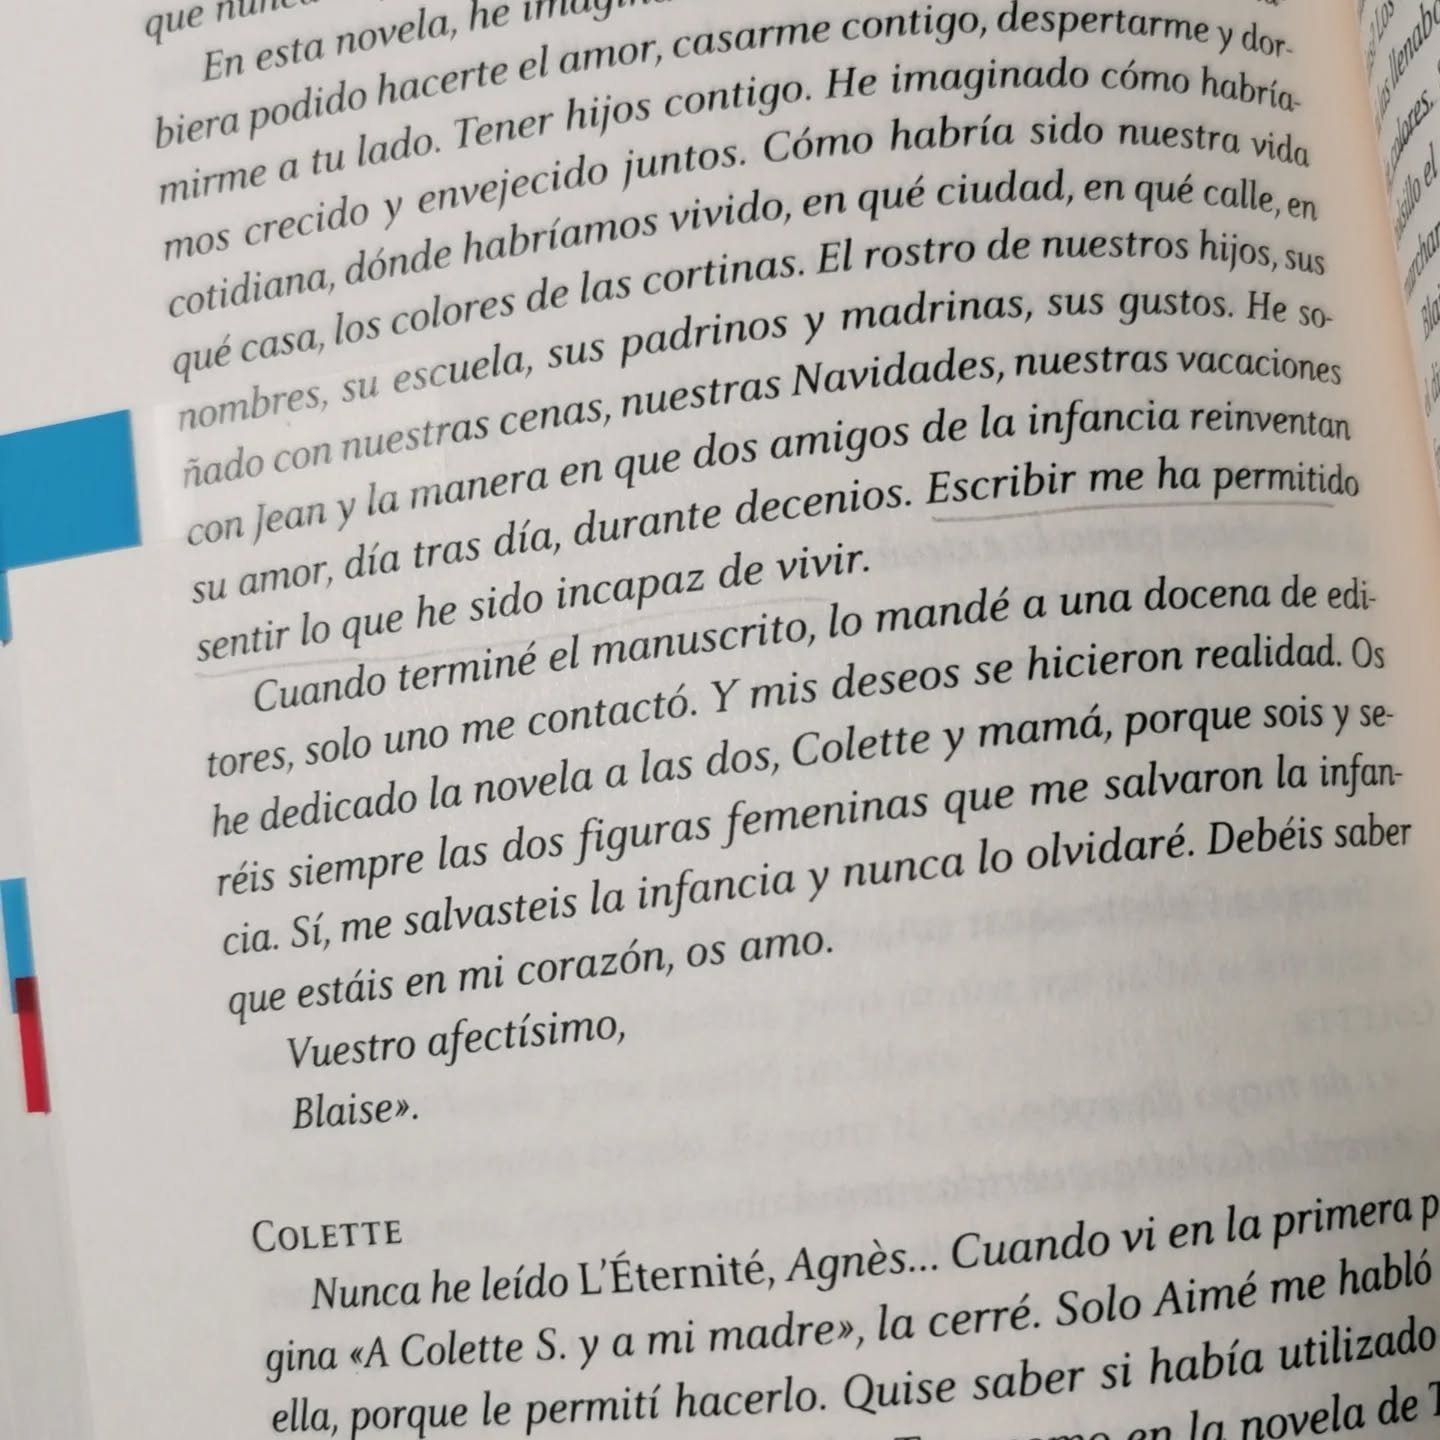 que nunca
En esta novela, he imagin
biera podido hacerte el amor, casarme contigo, despertarme y dor-
mirme a tu lado. Tener hijos contigo. He imaginado cómo habría-
mos crecido y envejecido juntos. Cómo habría sido nuestra vida
cotidiana, dónde habríamos vivido, en qué ciudad, en qué calle, en
qué casa, los colores de las cortinas. El rostro de nuestros hijos, sus
nombres, su escuela, sus padrinos y madrinas, sus gustos. He so-
ñado con nuestras cenas, nuestras Navidades, nuestras vacaciones
con Jean y la manera en que dos amigos de la infancia reinventan
su amor, día tras día, durante decenios. Escribir me ha permitido
sentir lo que he sido incapaz de vivir.
Cuando terminé el manuscrito, lo mandé a una docena de edi-
tores, solo uno me contactó. Y mis deseos se hicieron realidad. Os
he dedicado la novela a las dos, Colette y mamá, porque sois y se-
réis siempre las dos figuras femeninas que me salvaron la infan-
cia. Sí, me salvasteis la infancia y nunca lo olvidaré. Debéis saber
que estáis en mi corazón, os amo.
Vuestro afectísimo,
Blaise».
COLETTE
Nunca he leído L'Éternité, Agnès... Cuando vi en la primera p
gina «A Colette S. y a mi madre», la cerré. Solo Aimé me habló
ella, porque le permití hacerlo. Quise saber si había utilizado
en la novela de T